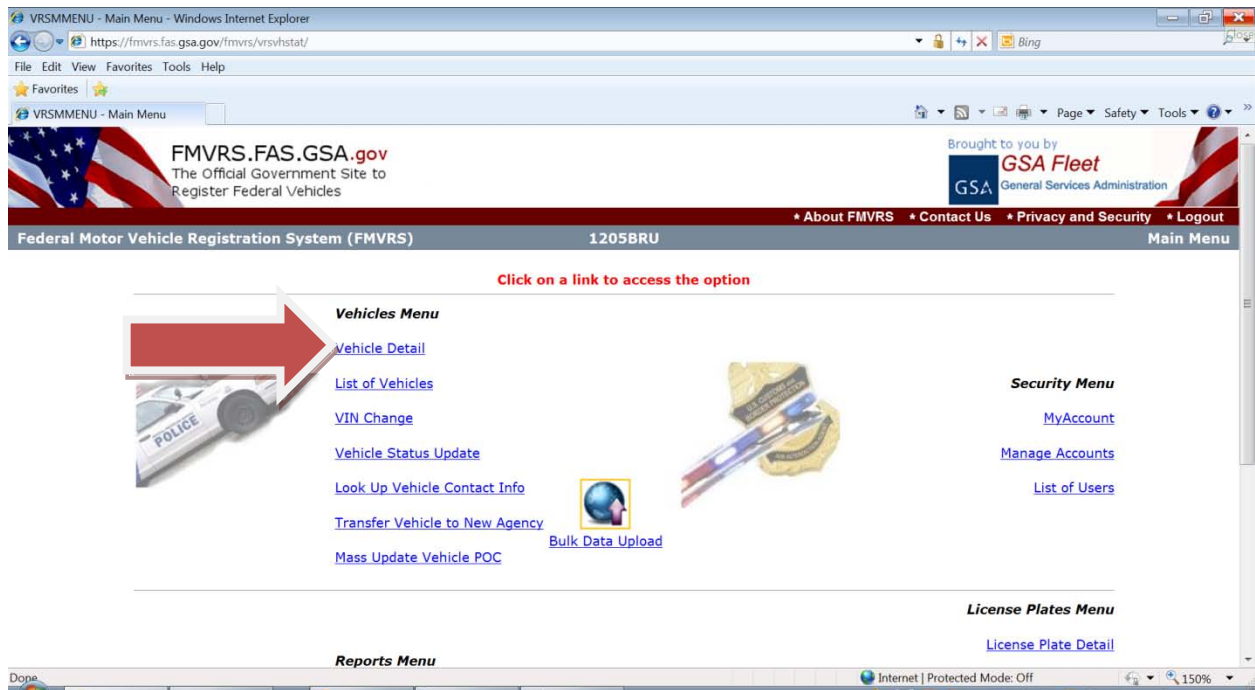 VRSMMENU - Main Menu - Windows Internet Explorer
https://fmvrs.fas.gsa.gov/fmvrs/vrsvhstat/
Bing
Close
File Edit View Favorites Tools Help
Favorites
VRSMMENU - Main Menu
Page Safety Tools
FMVRS.FAS.GSA.gov
The Official Government Site to
Register Federal Vehicles
Brought to you by
GSA Fleet
GSA General Services Administration
* About FMVRS * Contact Us * Privacy and Security * Logout
Federal Motor Vehicle Registration System (FMVRS) 1205BRU Main Menu
Click on a link to access the option
Vehicles Menu
Vehicle Detail
List of Vehicles
VIN Change
Vehicle Status Update
Look Up Vehicle Contact Info
Transfer Vehicle to New Agency
Mass Update Vehicle POC
POLICE
U.S. CUSTOMS AND
BORDER PROTECTION
Bulk Data Upload
Security Menu
MyAccount
Manage Accounts
List of Users
License Plates Menu
License Plate Detail
Reports Menu
Done
Internet | Protected Mode: Off
150%